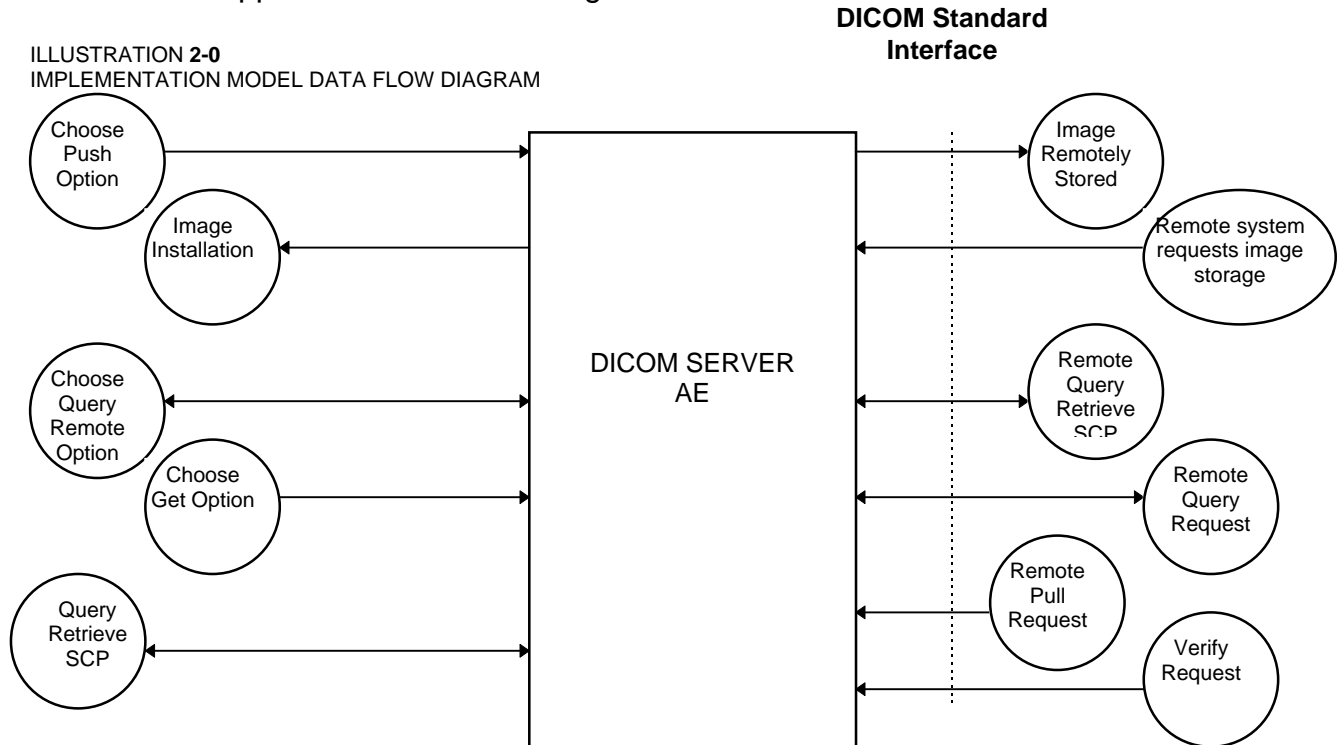 DICOM Standard
Interface
ILLUSTRATION 2-0
IMPLEMENTATION MODEL DATA FLOW DIAGRAM
Choose
Push
Option
Image
Installation
Choose
Query
Remote
Option
Choose
Get Option
Query
Retrieve
SCP
DICOM SERVER
AE
Image
Remotely
Stored
Remote system
requests image
storage
Remote
Query
Retrieve
SCP
Remote
Query
Request
Remote
Pull
Request
Verify
Request